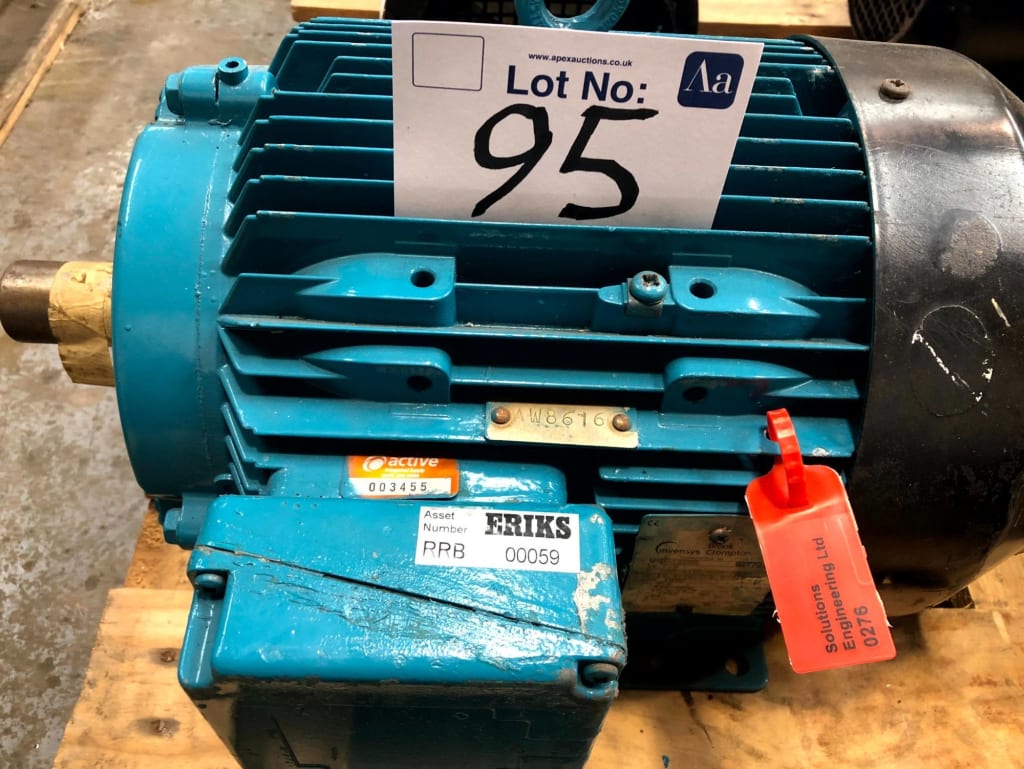 www.apexauctions.co.uk
Lot No:
Aa
95
AW8616
active
003455
Asset
Number
ERIKS
RRB 00059
BROOK
invensys Crompton
Solutions
Engineering Ltd
0276